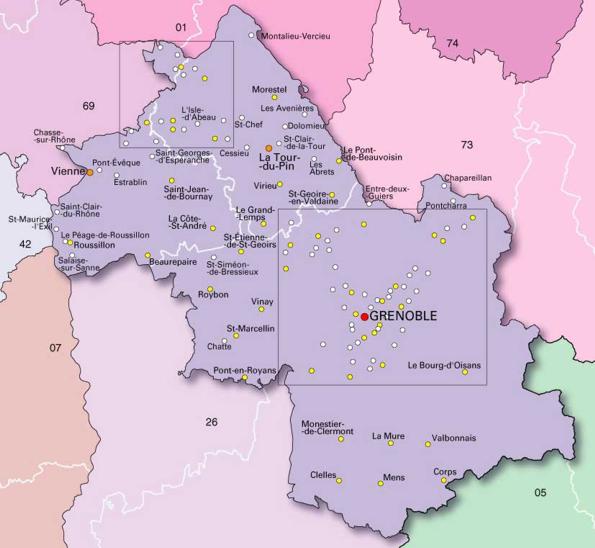 01
Montalieu-Vercieu
74
Morestel
Les Avenières
69
L'Isle-
-d'Abeau
St-Chef
Dolomieu
Chasse-
-sur-Rhône
St-Clair-
-de-la-Tour
73
Saint-Georges-
-d'Espéranche
Cessieu
La Tour-
-du-Pin
Le Pont-
-de-Beauvoisin
Pont-Évêque
Les
Abrets
Vienne
Estrablin
Chapareillan
Virieu
Saint-Jean-
-de-Bournay
St-Geoire-
-en-Valdaine
Entre-deux-
-Guiers
Pontcharra
Saint-Clair-
-du-Rhône
St-Maurice-
-l'Exil
La Côte-
-St-André
Le Grand-
-Lemps
42
Le Péage-de-Roussillon
Roussillon
St-Étienne-
-de-St-Geoirs
Salaise-
-sur-Sanne
Beaurepaire
St-Siméon-
-de-Bressieux
Roybon
Vinay
GRENOBLE
St-Marcellin
Chatte
07
Pont-en-Royans
Le Bourg-d'Oisans
26
Monestier-
-de-Clermont
La Mure
Valbonnais
Clelles
Mens
Corps
05